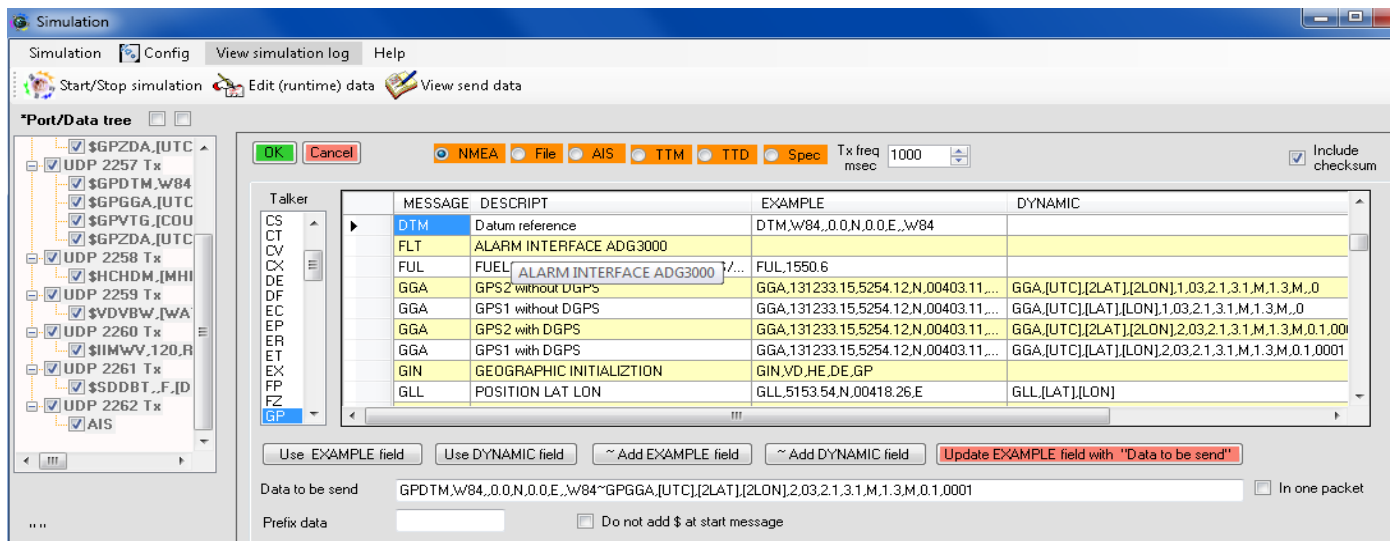 Simulation
Simulation Config View simulation log Help
Start/Stop simulation Edit (runtime) data View send data
*Port/Data tree
$GPZDA,[UTC
UDP 2257 Tx
$GPDTM,W84
$GPGGA,[UTC
$GPVTG,[COU
$GPZDA,[UTC
UDP 2258 Tx
$HCHDM,[MHI
UDP 2259 Tx
$VDVBW,[WA
UDP 2260 Tx
$IIMWV,120,R
UDP 2261 Tx
$SDDBT,,F,[D
UDP 2262 Tx
AIS
" "
OK Cancel NMEA File AIS TTM TTD Spec Tx freq msec 1000 Include checksum
Talker
CS
CT
CV
CX
DE
DF
EC
EP
ER
ET
EX
FP
FZ
GP
MESSAGE DESCRIPT EXAMPLE DYNAMIC
DTM Datum reference DTM,W84,,0.0,N,0.0,E,,W84
FLT ALARM INTERFACE ADG3000
FUL FUEL /... FUL,1550.6
ALARM INTERFACE ADG3000
GGA GPS2 without DGPS GGA,131233.15,5254.12,N,00403.11,... GGA,[UTC],[2LAT],[2LON],1,03,2.1,3.1,M,1.3,M,,0
GGA GPS1 without DGPS GGA,131233.15,5254.12,N,00403.11,... GGA,[UTC],[LAT],[LON],1,03,2.1,3.1,M,1.3,M,,0
GGA GPS2 with DGPS GGA,131233.15,5254.12,N,00403.11,... GGA,[UTC],[2LAT],[2LON],2,03,2.1,3.1,M,1.3,M,0.1,00
GGA GPS1 with DGPS GGA,131233.15,5254.12,N,00403.11,... GGA,[UTC],[LAT],[LON],2,03,2.1,3.1,M,1.3,M,0.1,0001
GIN GEOGRAPHIC INITIALIZTION GIN,VD,HE,DE,GP
GLL POSITION LAT LON GLL,5153.54,N,00418.26,E GLL,[LAT],[LON]
Use EXAMPLE field Use DYNAMIC field ~ Add EXAMPLE field ~ Add DYNAMIC field Update EXAMPLE field with "Data to be send"
Data to be send GPDTM,W84,,0.0,N,0.0,E,,W84~GPGGA,[UTC],[2LAT],[2LON],2,03,2.1,3.1,M,1.3,M,0.1,0001 In one packet
Prefix data Do not add $ at start message